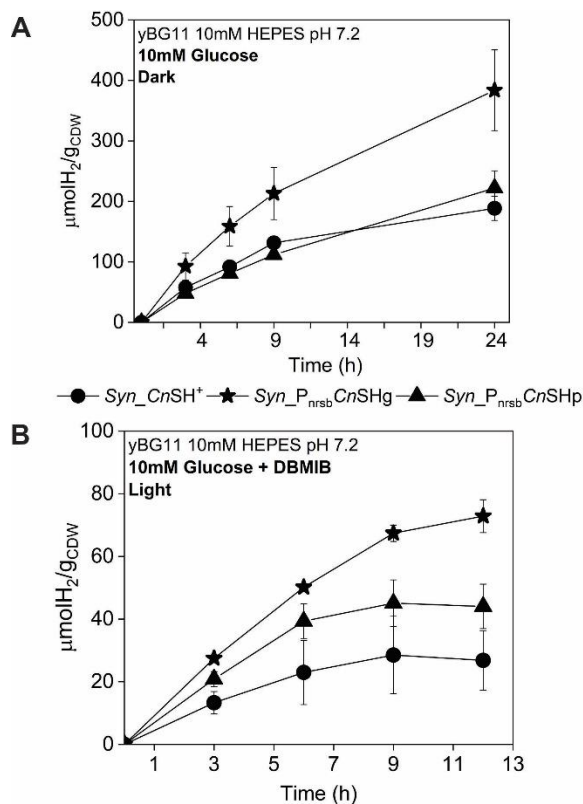 A
yBG11 10mM HEPES pH 7.2
10mM Glucose
Dark
μmolH₂/gCDW
500
400
300
200
100
0
4 9 14 19 24
Time (h)
Syn_CnSH⁺ Syn_PnrsbCnSHg Syn_PnrsbCnSHp
B
yBG11 10mM HEPES pH 7.2
10mM Glucose + DBMIB
Light
μmolH₂/gCDW
100
80
60
40
20
0
1 3 5 7 9 11 13
Time (h)